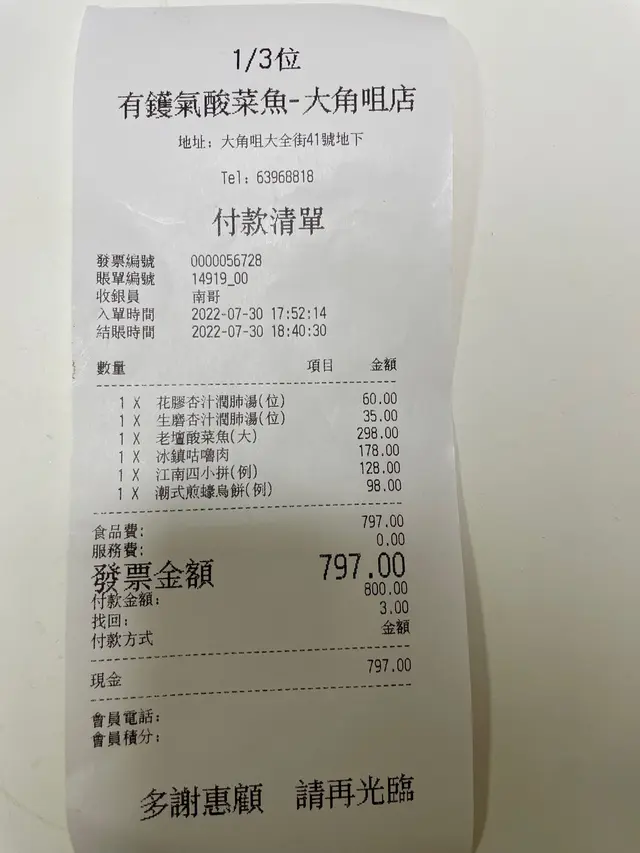 1/3位
有鑊氣酸菜魚-大角咀店
地址: 大角咀大全街41號地下
Tel: 63968818
付款清單
發票編號 0000056728
賬單編號 14919_00
收銀員 南哥
入單時間 2022-07-30 17:52:14
結賬時間 2022-07-30 18:40:30
數量 項目 金額
1 X 花膠杏汁潤肺湯(位) 60.00
1 X 生磨杏汁潤肺湯(位) 35.00
1 X 老壇酸菜魚(大) 298.00
1 X 冰鎮咕嚕肉 178.00
1 X 江南四小拼(例) 128.00
1 X 潮式煎蠔烏餅(例) 98.00
食品費: 797.00
服務費: 0.00
發票金額 797.00
付款金額: 800.00
找回: 3.00
付款方式 金額
現金 797.00
會員電話:
會員積分:
多謝惠顧 請再光臨